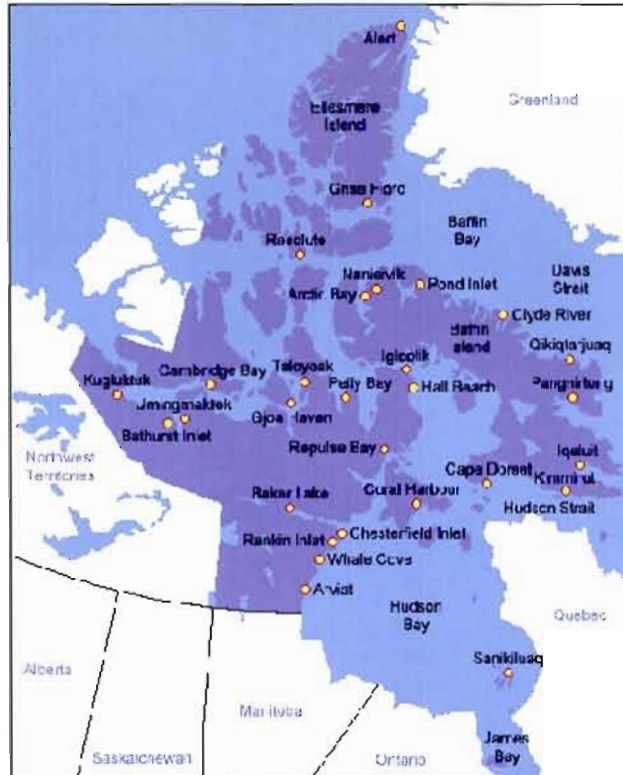 Alert
Greenland
Ellesmere
Island
Grise Fiord
Baffin
Bay
Resolute
Davis
Strait
Nanisivik
Pond Inlet
Arctic Bay
Clyde River
Baffin
Island
Qikiqtarjuaq
Igloolik
Cambridge Bay
Taloyoak
Pelly Bay
Hall Beach
Kugluktuk
Pangnirtung
Umingmaktok
Gjoa Haven
Bathurst Inlet
Repulse Bay
Northwest
Territories
Iqaluit
Cape Dorset
Kimmirut
Baker Lake
Coral Harbour
Hudson Strait
Chesterfield Inlet
Rankin Inlet
Whale Cove
Arviat
Hudson
Bay
Quebec
Sanikiluaq
Alberta
Manitoba
James
Bay
Saskatchewan
Ontario